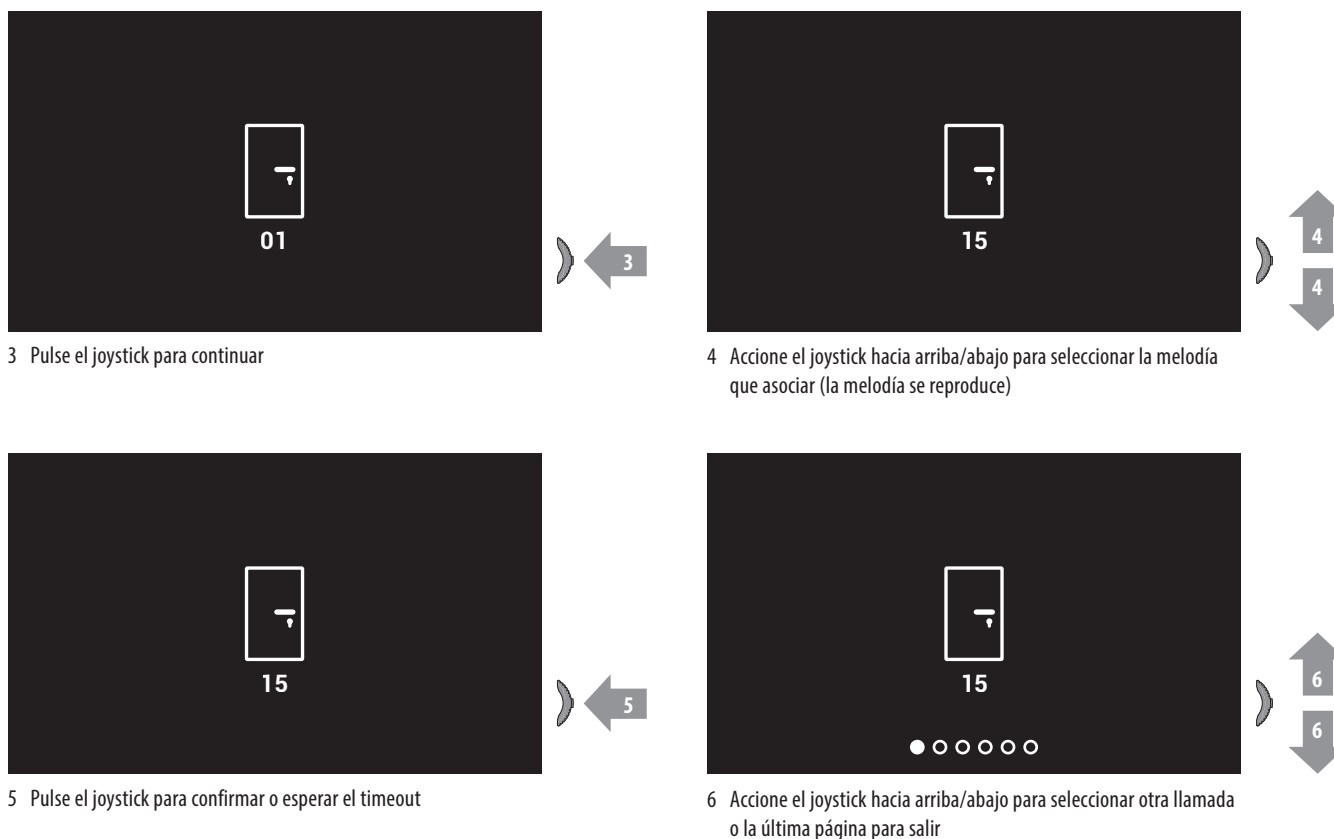 01
3
3 Pulse el joystick para continuar
15
4
4
4 Accione el joystick hacia arriba/abajo para seleccionar la melodía
que asociar (la melodía se reproduce)
15
5
5 Pulse el joystick para confirmar o esperar el timeout
15
6
6
6 Accione el joystick hacia arriba/abajo para seleccionar otra llamada
o la última página para salir